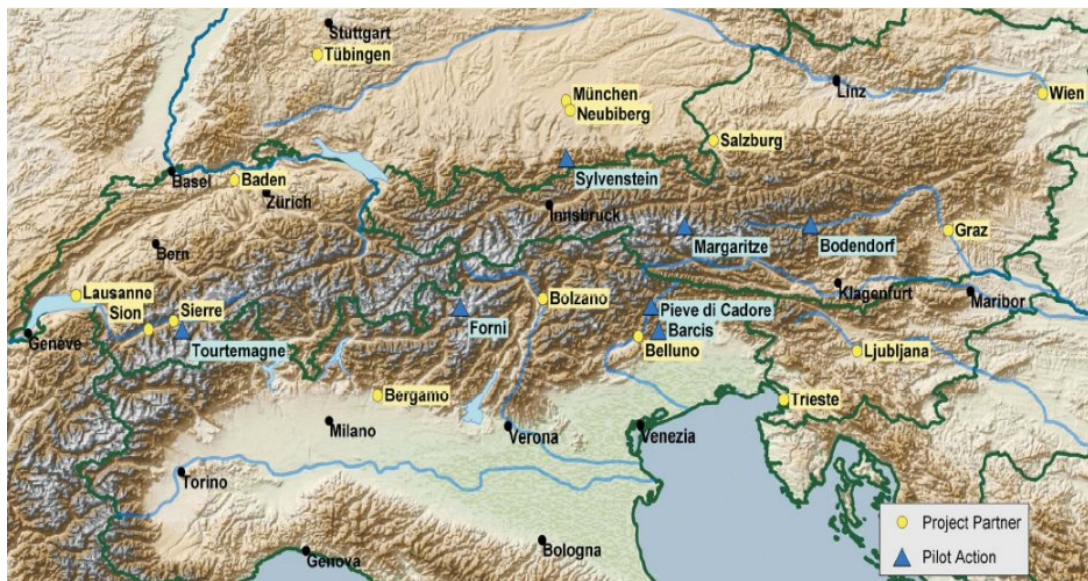 Stuttgart
Tübingen
Linz
Wien
München
Neubiberg
Salzburg
Sylvenstein
Basel
Baden
Zürich
Innsbruck
Margaritze
Bodendorf
Graz
Bern
Lausanne
Sion
Sierre
Genève
Tourtemagne
Forni
Bolzano
Pieve di Cadore
Barcis
Belluno
Klagenfurt
Maribor
Ljubljana
Bergamo
Trieste
Milano
Verona
Venezia
Torino
Bologna
Genova
Project Partner
Pilot Action